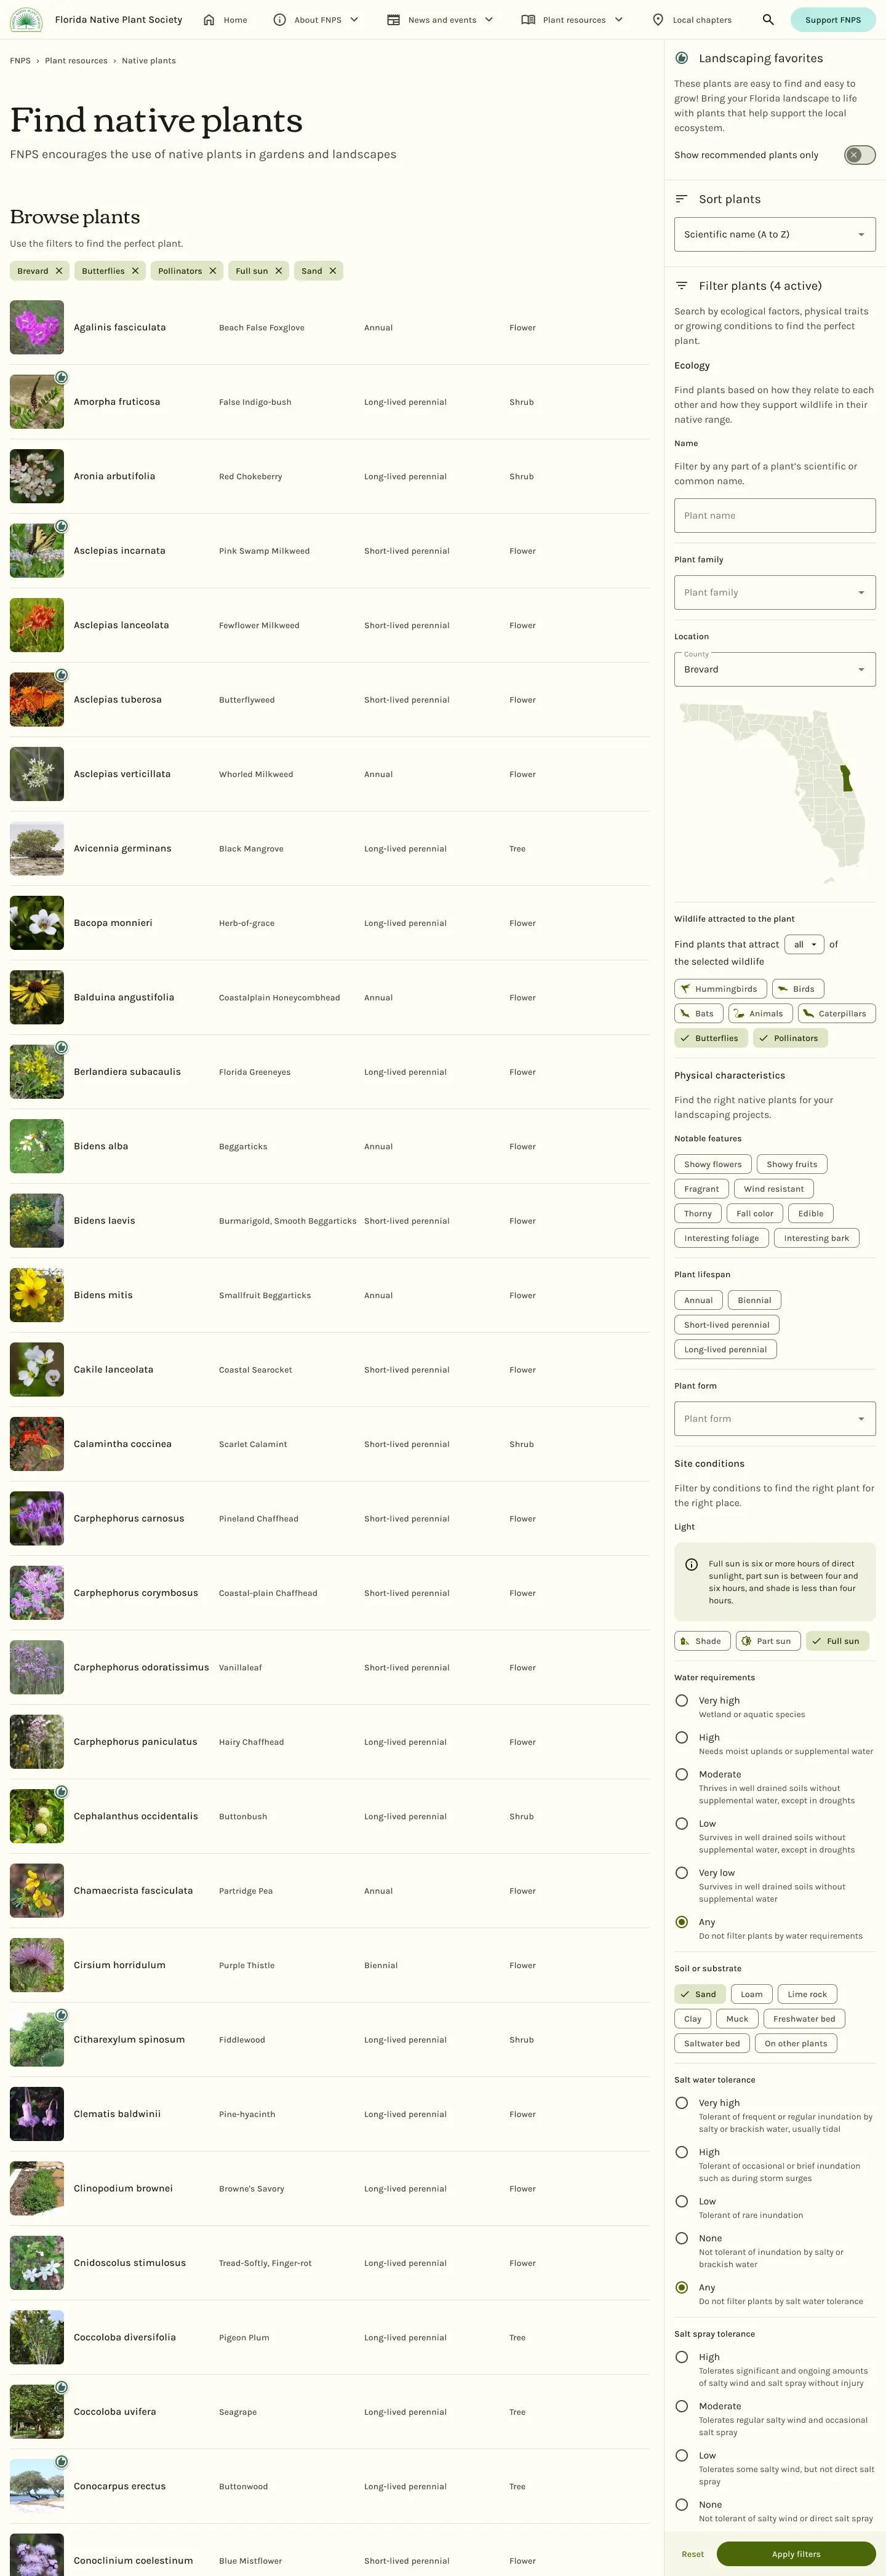 Florida Native Plant Society
Home
About FNPS
News and events
Plant resources
Local chapters
Support FNPS
FNPS › Plant resources › Native plants
Find native plants
FNPS encourages the use of native plants in gardens and landscapes
Browse plants
Use the filters to find the perfect plant.
Brevard Butterflies Pollinators Full sun Sand
Agalinis fasciculata Beach False Foxglove Annual Flower
Amorpha fruticosa False Indigo-bush Long-lived perennial Shrub
Aronia arbutifolia Red Chokeberry Long-lived perennial Shrub
Asclepias incarnata Pink Swamp Milkweed Short-lived perennial Flower
Asclepias lanceolata Fewflower Milkweed Short-lived perennial Flower
Asclepias tuberosa Butterflyweed Short-lived perennial Flower
Asclepias verticillata Whorled Milkweed Annual Flower
Avicennia germinans Black Mangrove Long-lived perennial Tree
Bacopa monnieri Herb-of-grace Long-lived perennial Flower
Balduina angustifolia Coastalplain Honeycombhead Annual Flower
Berlandiera subacaulis Florida Greeneyes Long-lived perennial Flower
Bidens alba Beggarticks Annual Flower
Bidens laevis Burmarigold, Smooth Beggarticks Short-lived perennial Flower
Bidens mitis Smallfruit Beggarticks Annual Flower
Cakile lanceolata Coastal Searocket Short-lived perennial Flower
Calamintha coccinea Scarlet Calamint Short-lived perennial Shrub
Carphephorus carnosus Pineland Chaffhead Short-lived perennial Flower
Carphephorus corymbosus Coastal-plain Chaffhead Short-lived perennial Flower
Carphephorus odoratissimus Vanillaleaf Short-lived perennial Flower
Carphephorus paniculatus Hairy Chaffhead Long-lived perennial Flower
Cephalanthus occidentalis Buttonbush Long-lived perennial Shrub
Chamaecrista fasciculata Partridge Pea Annual Flower
Cirsium horridulum Purple Thistle Biennial Flower
Citharexylum spinosum Fiddlewood Long-lived perennial Shrub
Clematis baldwinii Pine-hyacinth Long-lived perennial Flower
Clinopodium brownei Browne's Savory Long-lived perennial Flower
Cnidoscolus stimulosus Tread-Softly, Finger-rot Long-lived perennial Flower
Coccoloba diversifolia Pigeon Plum Long-lived perennial Tree
Coccoloba uvifera Seagrape Long-lived perennial Tree
Conocarpus erectus Buttonwood Long-lived perennial Tree
Conoclinium coelestinum Blue Mistflower Short-lived perennial Flower
Landscaping favorites
These plants are easy to find and easy to
grow! Bring your Florida landscape to life
with plants that help support the local
ecosystem.
Show recommended plants only
Sort plants
Scientific name (A to Z)
Filter plants (4 active)
Search by ecological factors, physical traits
or growing conditions to find the perfect
plant.
Ecology
Find plants based on how they relate to each
other and how they support wildlife in their
native range.
Name
Filter by any part of a plant's scientific or
common name.
Plant name
Plant family
Plant family
Location
County
Brevard
Wildlife attracted to the plant
Find plants that attract all of
the selected wildlife
Hummingbirds Birds
Bats Animals Caterpillars
Butterflies Pollinators
Physical characteristics
Find the right native plants for your
landscaping projects.
Notable features
Showy flowers Showy fruits
Fragrant Wind resistant
Thorny Fall color Edible
Interesting foliage Interesting bark
Plant lifespan
Annual Biennial
Short-lived perennial
Long-lived perennial
Plant form
Plant form
Site conditions
Filter by conditions to find the right plant for
the right place.
Light
Full sun is six or more hours of direct
sunlight, part sun is between four and
six hours, and shade is less than four
hours.
Shade Part sun Full sun
Water requirements
Very high
Wetland or aquatic species
High
Needs moist uplands or supplemental water
Moderate
Thrives in well drained soils without
supplemental water, except in droughts
Low
Survives in well drained soils without
supplemental water, except in droughts
Very low
Survives in well drained soils without
supplemental water
Any
Do not filter plants by water requirements
Soil or substrate
Sand Loam Lime rock
Clay Muck Freshwater bed
Saltwater bed On other plants
Salt water tolerance
Very high
Tolerant of frequent or regular inundation by
salty or brackish water, usually tidal
High
Tolerant of occasional or brief inundation
such as during storm surges
Low
Tolerant of rare inundation
None
Not tolerant of inundation by salty or
brackish water
Any
Do not filter plants by salt water tolerance
Salt spray tolerance
High
Tolerates significant and ongoing amounts
of salty wind and salt spray without injury
Moderate
Tolerates regular salty wind and occasional
salt spray
Low
Tolerates some salty wind, but not direct salt
spray
None
Not tolerant of salty wind or direct salt spray
Reset Apply filters